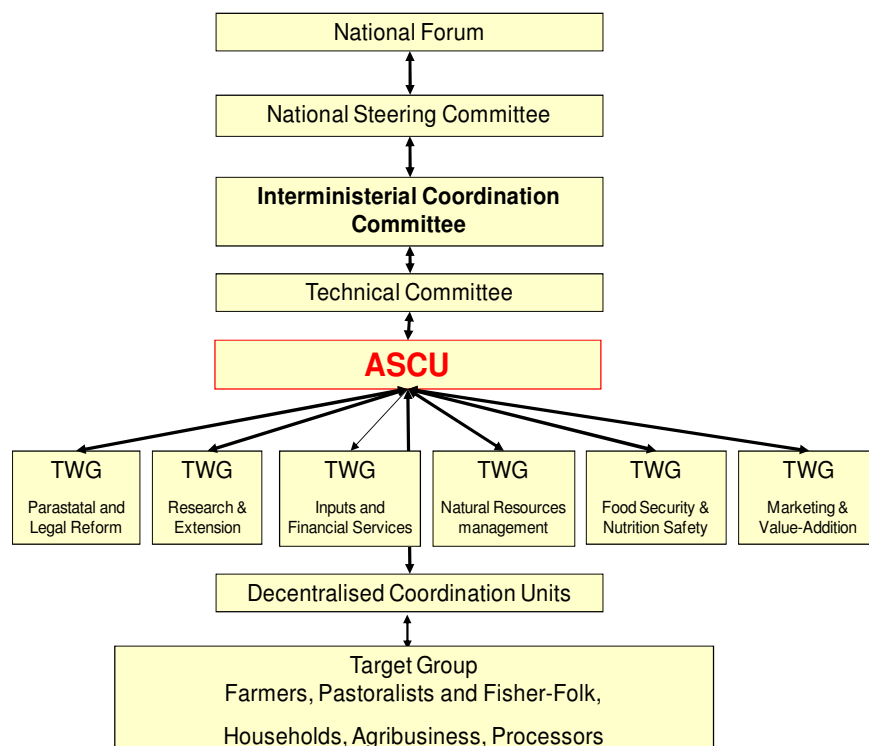 National Forum
National Steering Committee
Interministerial Coordination
Committee
Technical Committee
ASCU
TWG
Parastatal and
Legal Reform
TWG
Research &
Extension
TWG
Inputs and
Financial Services
TWG
Natural Resources
management
TWG
Food Security &
Nutrition Safety
TWG
Marketing &
Value-Addition
Decentralised Coordination Units
Target Group
Farmers, Pastoralists and Fisher-Folk,
Households, Agribusiness, Processors